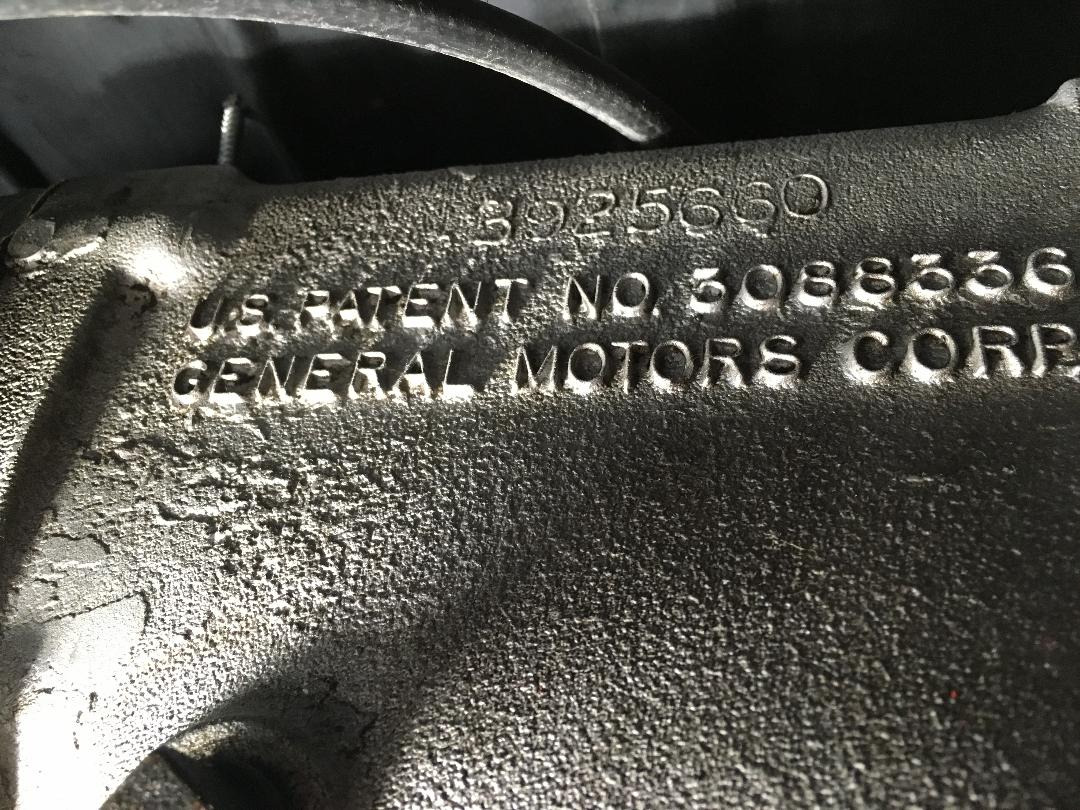 3925660
U.S. PATENT NO. 3088336
GENERAL MOTORS CORP.